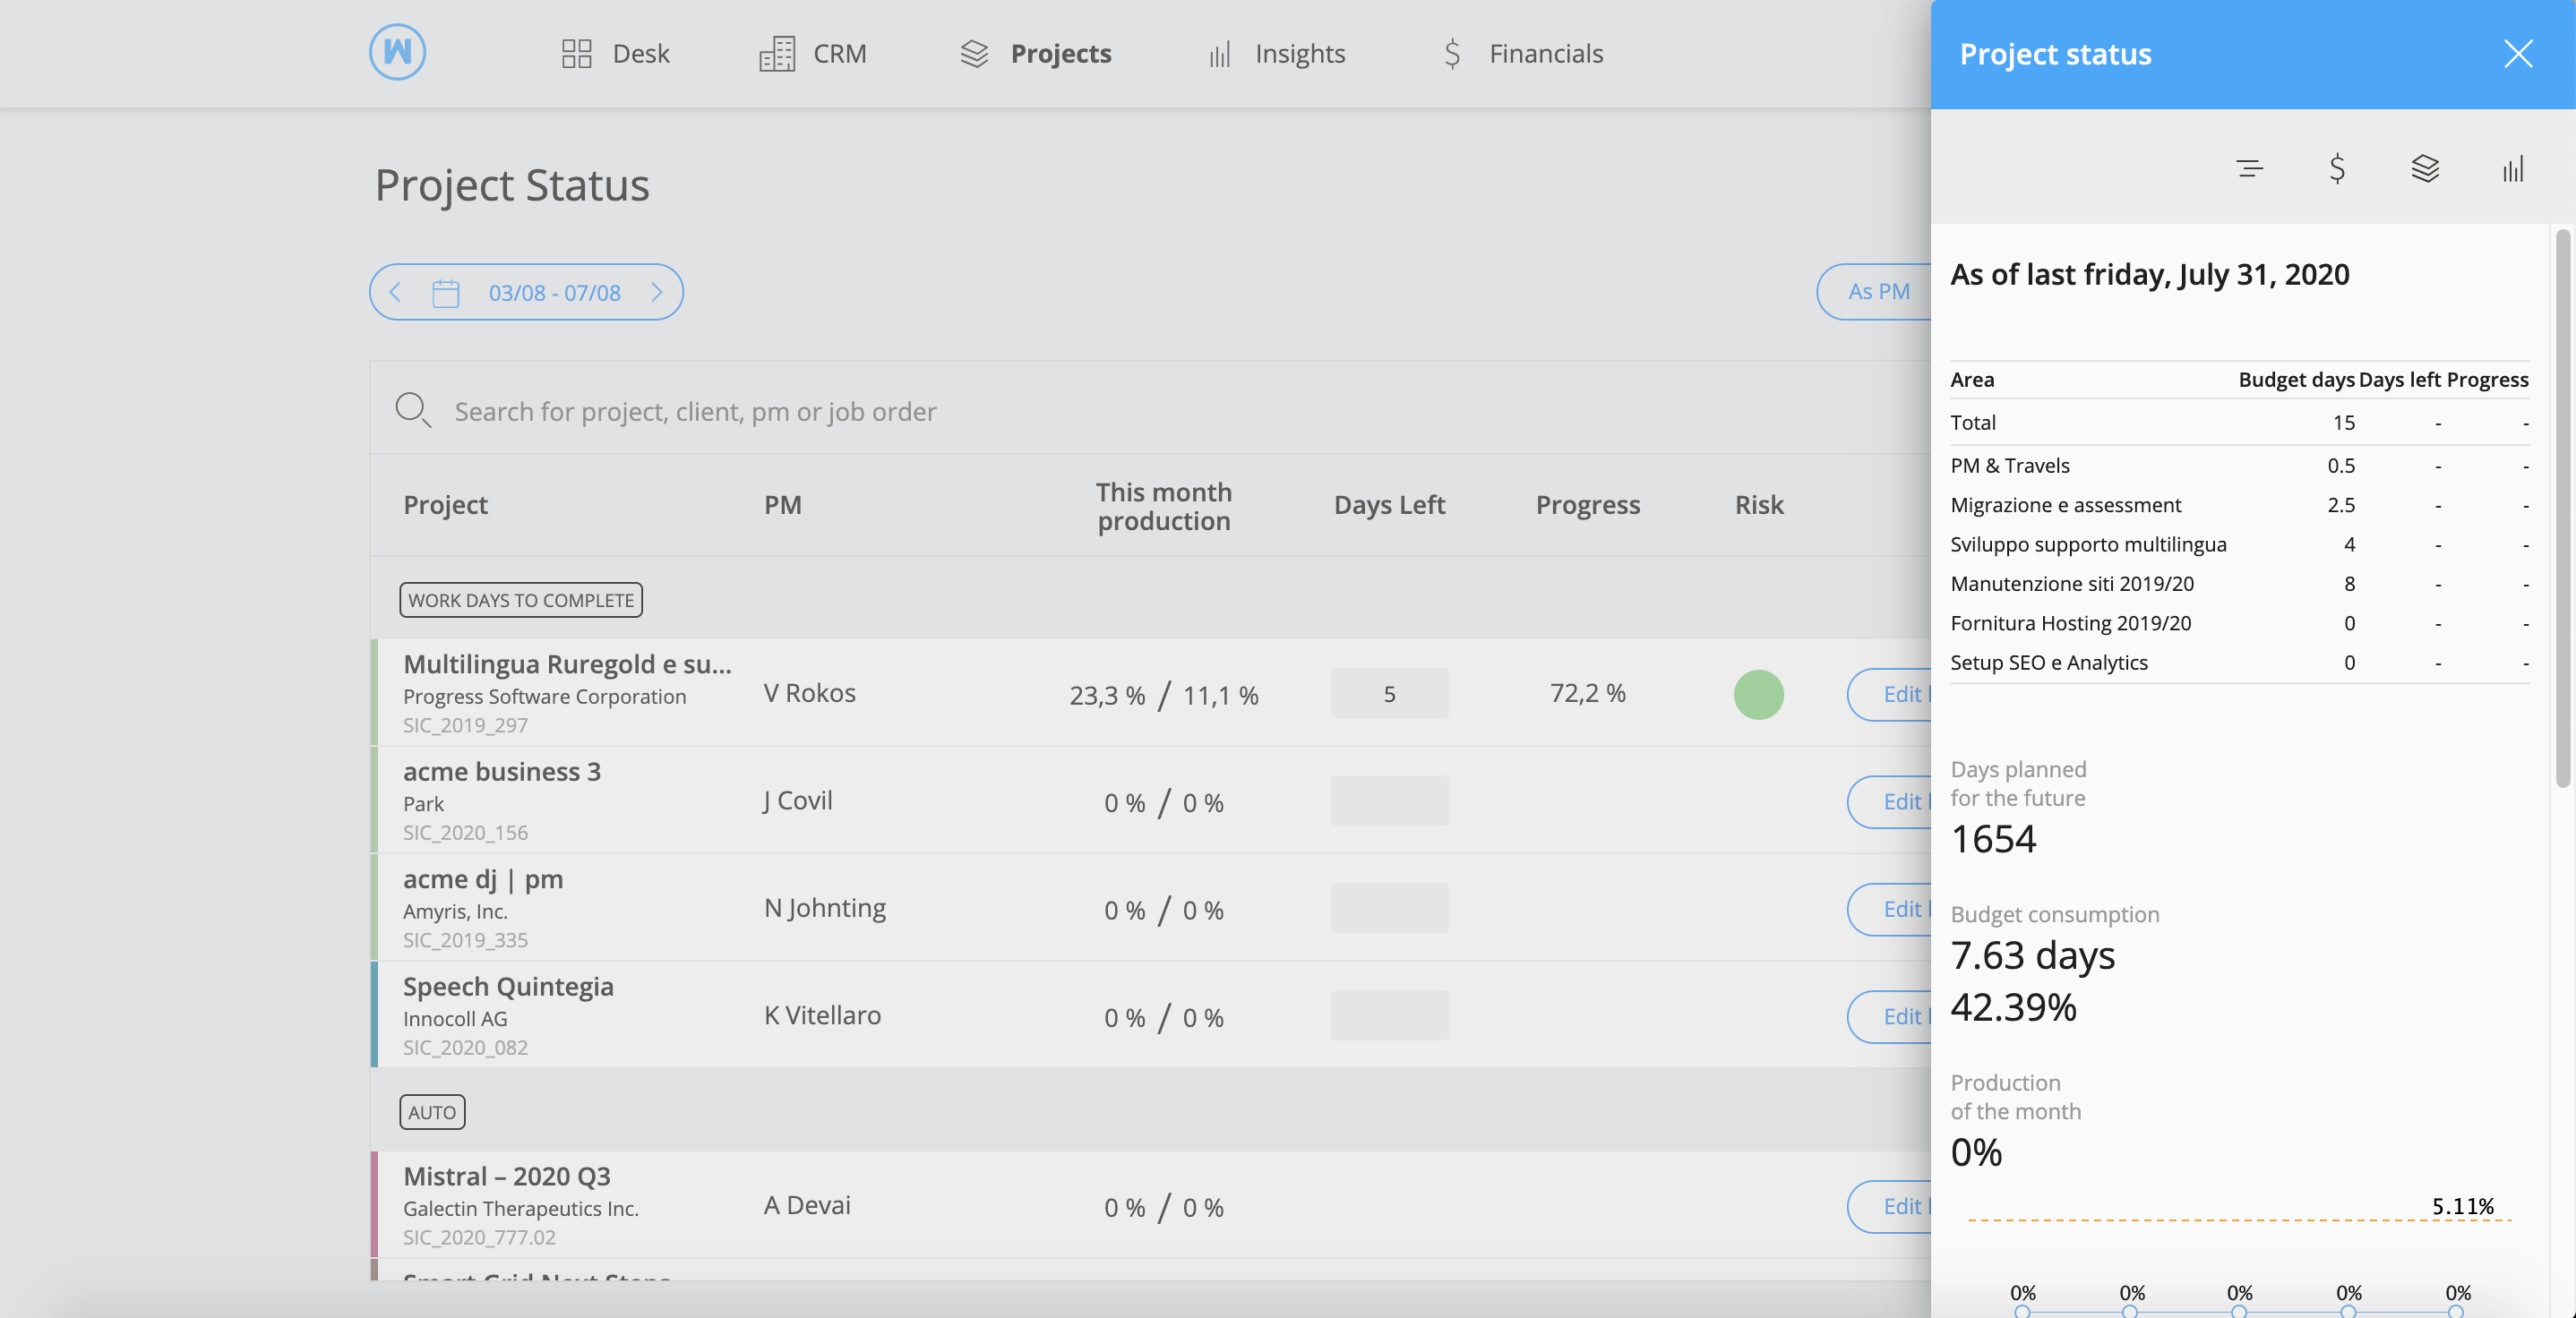 W
Desk
CRM
Projects
Insights
Financials
Project Status
03/08 - 07/08
As PM
Search for project, client, pm or job order
Project
PM
This month
production
Days Left
Progress
Risk
WORK DAYS TO COMPLETE
Multilingua Ruregold e su...
Progress Software Corporation
SIC_2019_297
V Rokos
23,3 % / 11,1 %
5
72,2 %
Edit
acme business 3
Park
SIC_2020_156
J Covil
0 % / 0 %
Edit
acme dj | pm
Amyris, Inc.
SIC_2019_335
N Johnting
0 % / 0 %
Edit
Speech Quintegia
Innocoll AG
SIC_2020_082
K Vitellaro
0 % / 0 %
Edit
AUTO
Mistral – 2020 Q3
Galectin Therapeutics Inc.
SIC_2020_777.02
A Devai
0 % / 0 %
Edit
Smart Grid Next Steps
Project status
As of last friday, July 31, 2020
Area Budget days Days left Progress
Total 15 - -
PM & Travels 0.5 - -
Migrazione e assessment 2.5 - -
Sviluppo supporto multilingua 4 - -
Manutenzione siti 2019/20 8 - -
Fornitura Hosting 2019/20 0 - -
Setup SEO e Analytics 0 - -
Days planned
for the future
1654
Budget consumption
7.63 days
42.39%
Production
of the month
0%
5.11%
0% 0% 0% 0% 0%